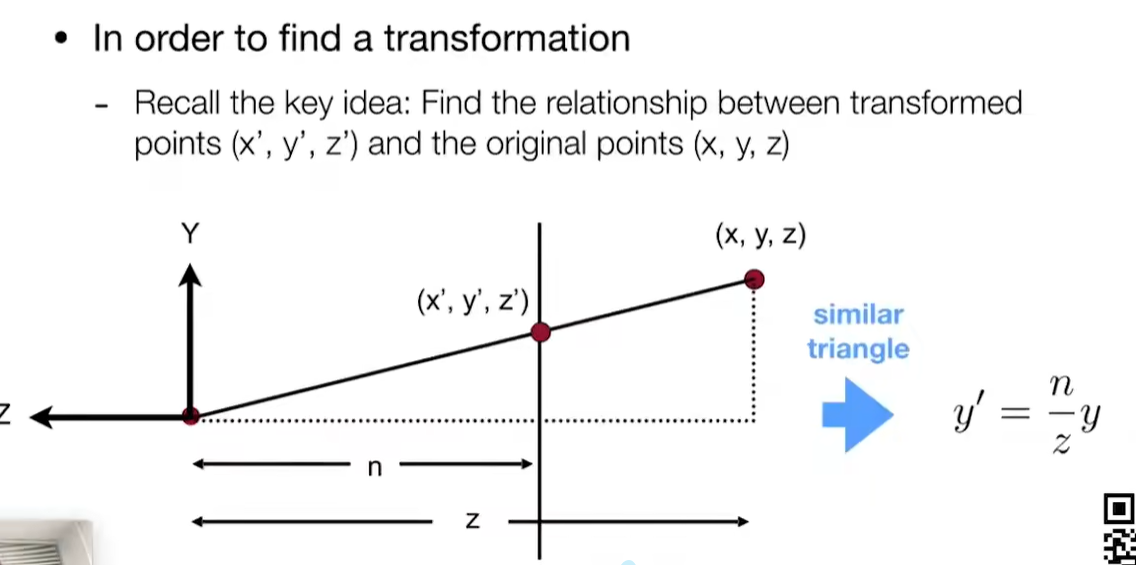 • In order to find a transformation
- Recall the key idea: Find the relationship between transformed
points (x’, y’, z’) and the original points (x, y, z)
Y
(x, y, z)
(x’, y’, z’)
similar
triangle
z
y′ = n/z y
n
z